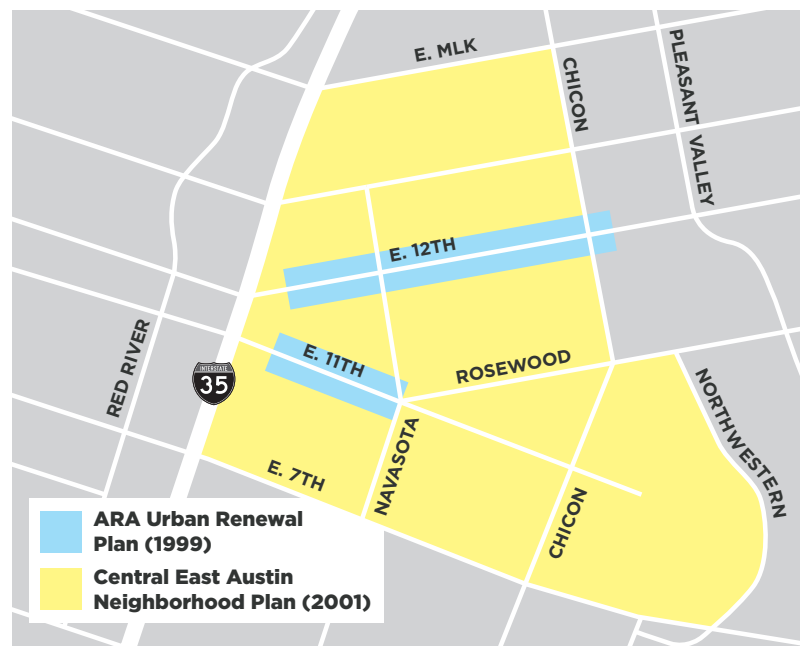 E. MLK
CHICON
PLEASANT VALLEY
E. 12TH
RED RIVER
E. 11TH
ROSEWOOD
INTERSTATE
35
NORTHWESTERN
NAVASOTA
E. 7TH
CHICON
ARA Urban Renewal
Plan (1999)
Central East Austin
Neighborhood Plan (2001)